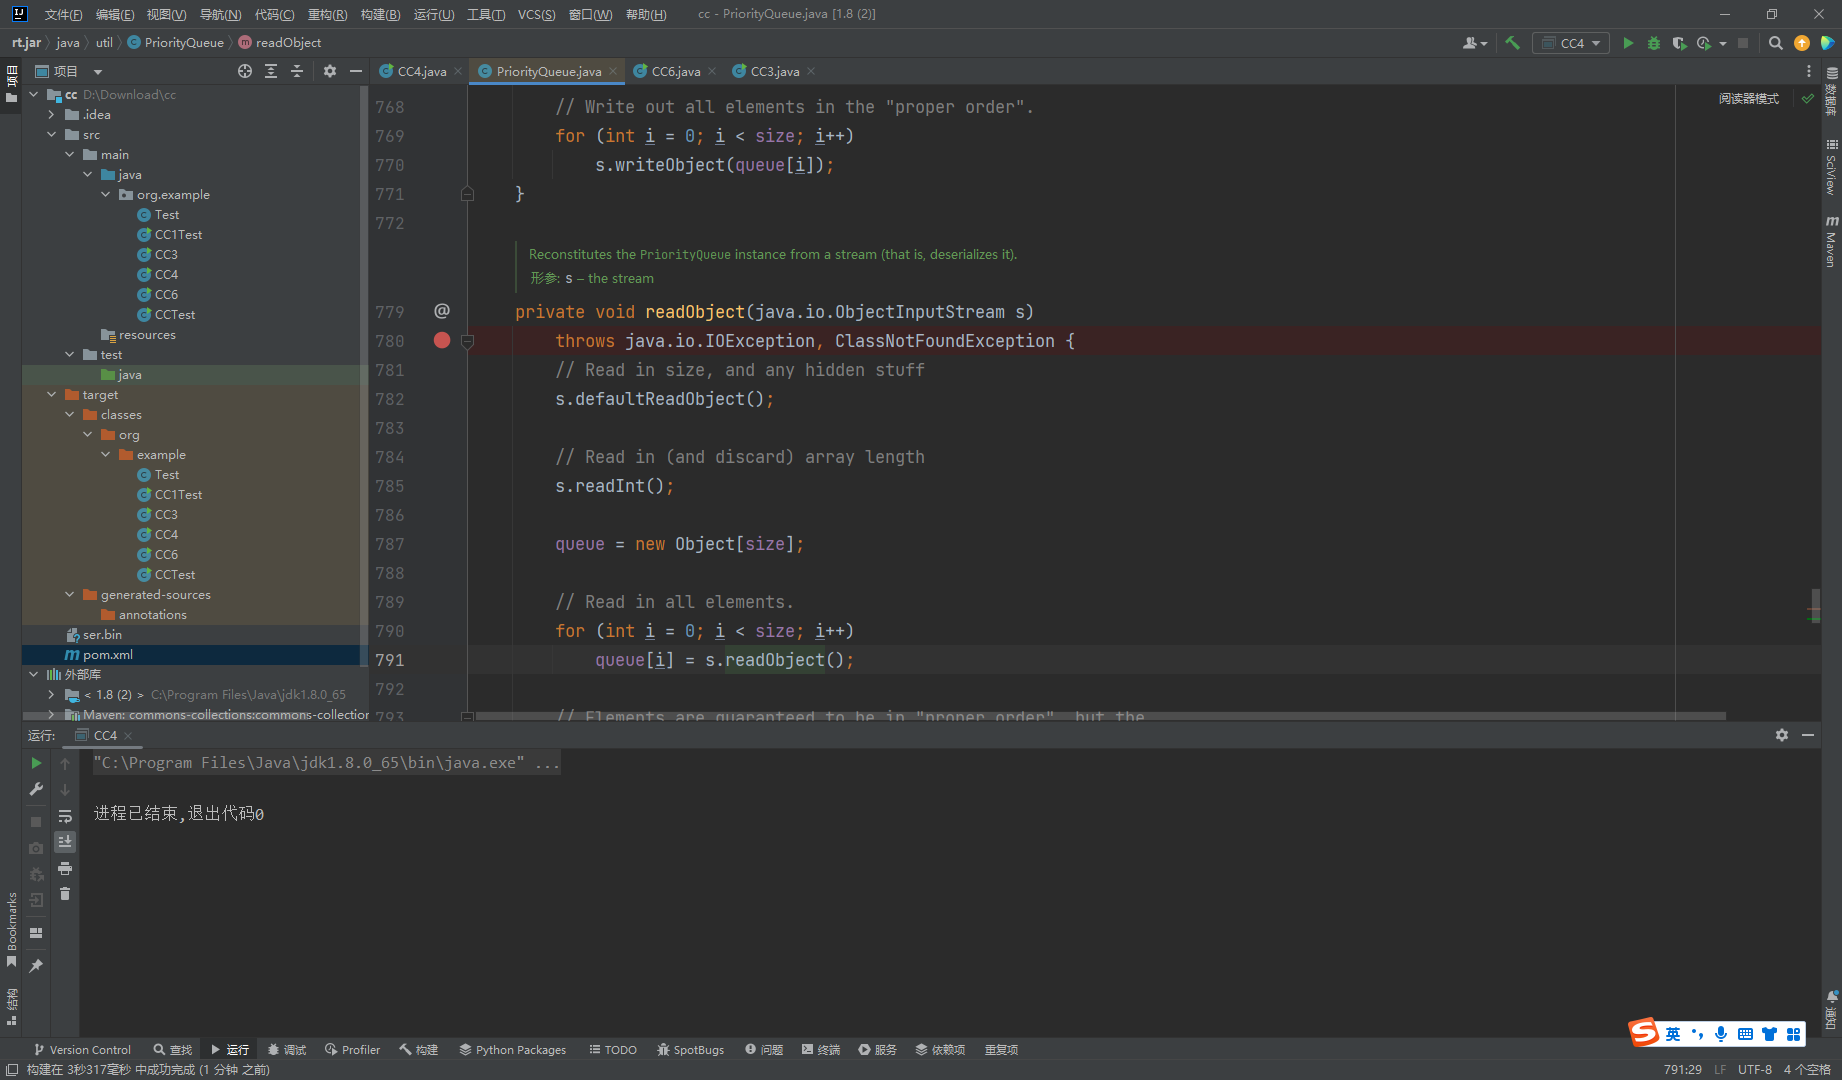 文件(F) 编辑(E) 视图(V) 导航(N) 代码(C) 重构(R) 构建(B) 运行(U) 工具(T) VCS(S) 窗口(W) 帮助(H) cc - PriorityQueue.java [1.8 (2)]
rt.jar java util PriorityQueue readObject CC4
项目 CC4.java PriorityQueue.java CC6.java CC3.java
项目
cc D:\Download\cc
.idea
src
main
java
org.example
Test
CC1Test
CC3
CC4
CC6
CCTest
resources
test
java
target
classes
org
example
Test
CC1Test
CC3
CC4
CC6
CCTest
generated-sources
annotations
ser.bin
pom.xml
外部库
< 1.8 (2) > C:\Program Files\Java\jdk1.8.0_65
Maven: commons-collections:commons-collection
阅读器模式
768 // Write out all elements in the "proper order".
769 for (int i = 0; i < size; i++)
770 s.writeObject(queue[i]);
771 }
772
Reconstitutes the PriorityQueue instance from a stream (that is, deserializes it).
形参: s – the stream
779 @ private void readObject(java.io.ObjectInputStream s)
780 throws java.io.IOException, ClassNotFoundException {
781 // Read in size, and any hidden stuff
782 s.defaultReadObject();
783
784 // Read in (and discard) array length
785 s.readInt();
786
787 queue = new Object[size];
788
789 // Read in all elements.
790 for (int i = 0; i < size; i++)
791 queue[i] = s.readObject();
792
793 // Elements are guaranteed to be in "proper order", but the
数据库
SciView
Maven
通知
运行: CC4
"C:\Program Files\Java\jdk1.8.0_65\bin\java.exe" ...
进程已结束,退出代码0
Bookmarks
结构
英
Version Control 查找 运行 调试 Profiler 构建 Python Packages TODO SpotBugs 问题 终端 服务 依赖项 重复项
构建在 3秒317毫秒 中成功完成 (1 分钟 之前) 791:29 LF UTF-8 4 个空格